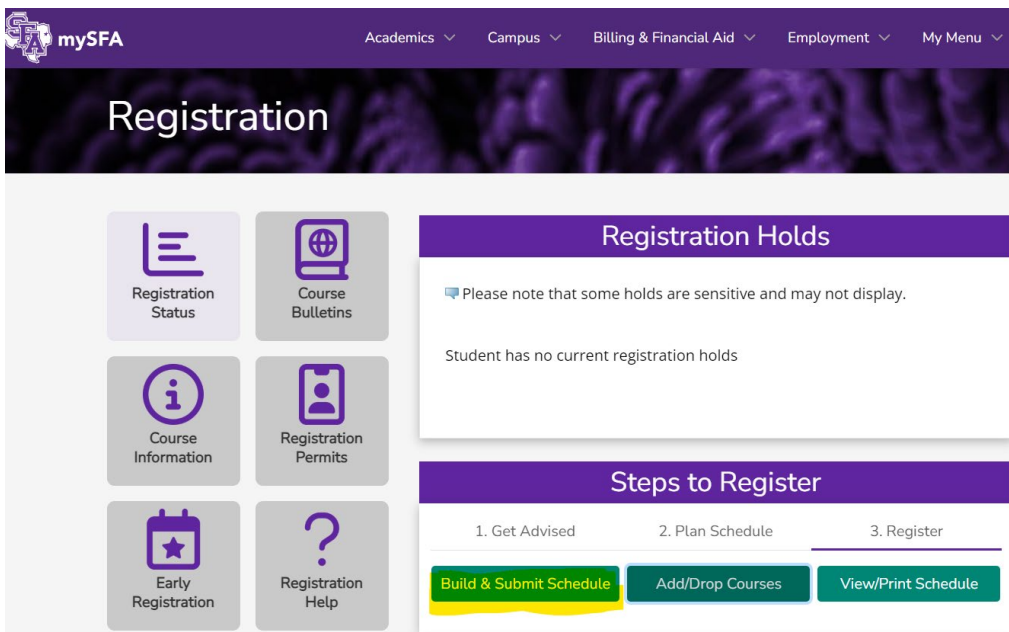 SFA mySFA
Academics Campus Billing & Financial Aid Employment My Menu
Registration
Registration
Status
Course
Bulletins
Course
Information
Registration
Permits
Early
Registration
Registration
Help
Registration Holds
Please note that some holds are sensitive and may not display.
Student has no current registration holds
Steps to Register
1. Get Advised 2. Plan Schedule 3. Register
Build & Submit Schedule Add/Drop Courses View/Print Schedule